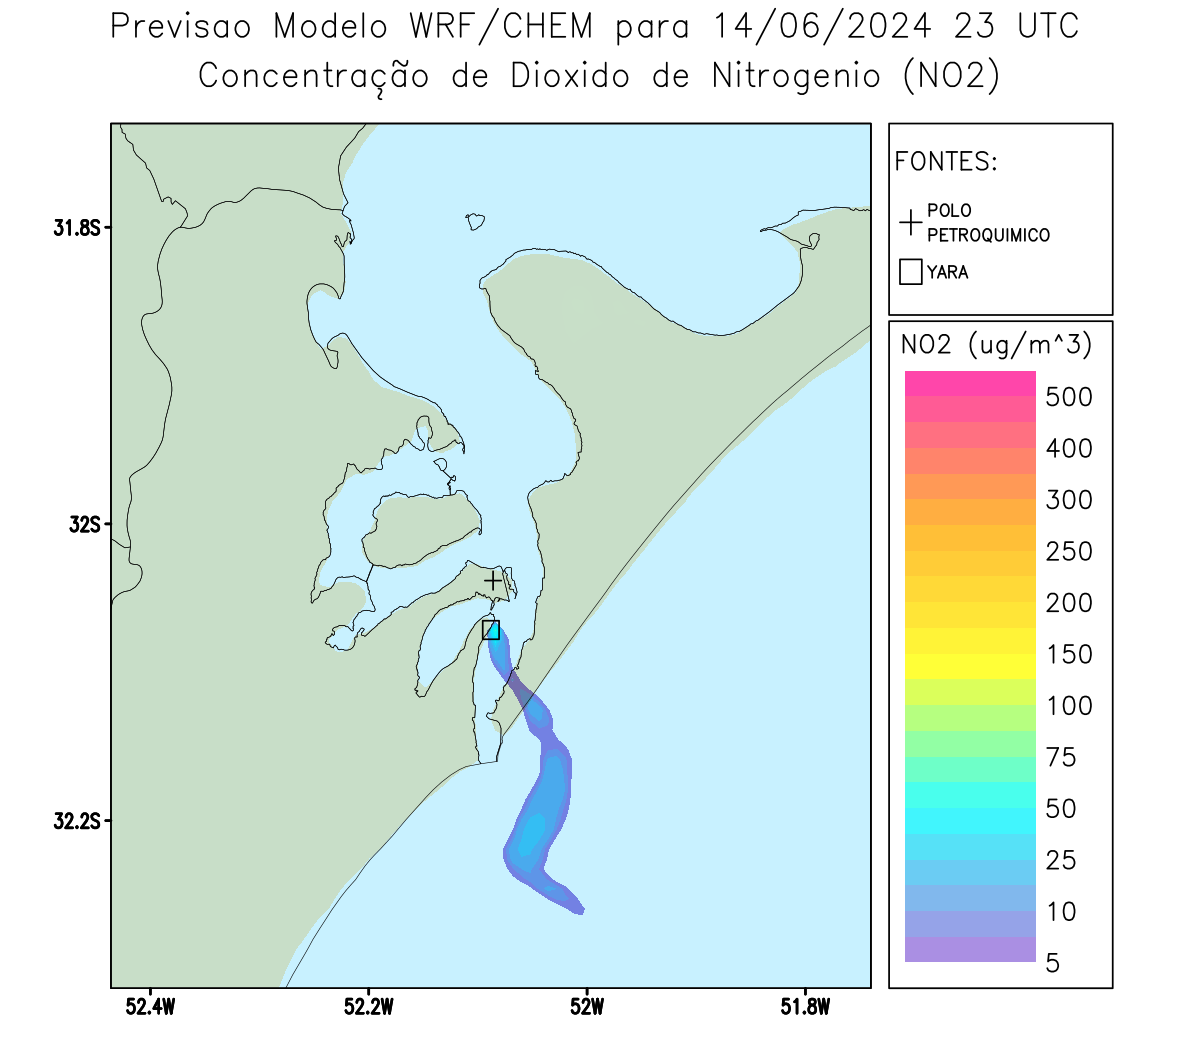 Previsao Modelo WRF/CHEM para 14/06/2024 23 UTC
Concentração de Dioxido de Nitrogenio (NO2)
FONTES:
POLO
PETROQUIMICO
YARA
NO2 (ug/m^3)
500
400
300
250
200
150
100
75
50
25
10
5
31.8S
32S
32.2S
52.4W
52.2W
52W
51.8W